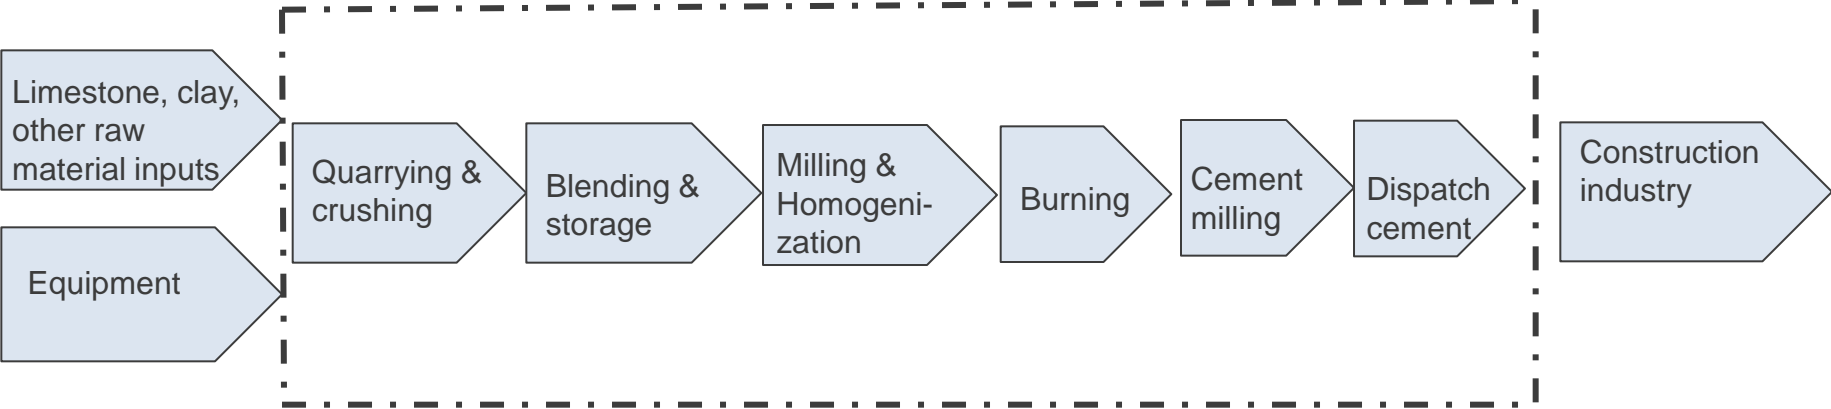 Limestone, clay,
other raw
material inputs
Equipment
Quarrying &
crushing
Blending &
storage
Milling &
Homogeni-
zation
Burning
Cement
milling
Dispatch
cement
Construction
industry